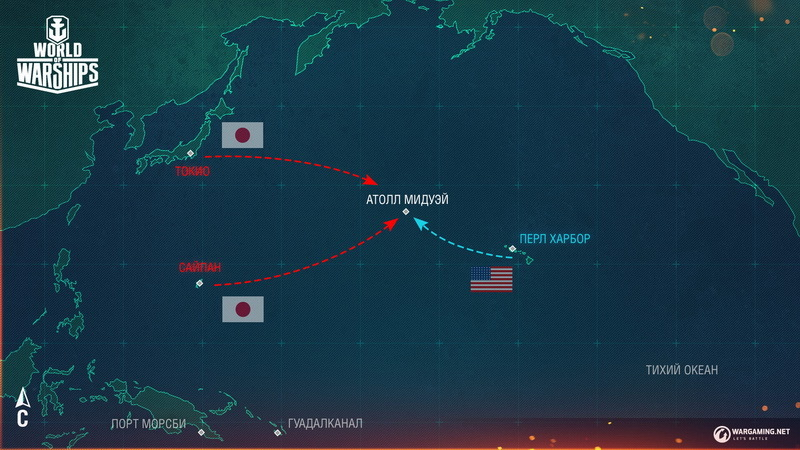 WORLD
OF
WARSHIPS
ТОКИО
АТОЛЛ МИДУЭЙ
ПЕРЛ ХАРБОР
САЙПАН
ТИХИЙ ОКЕАН
С
ПОРТ МОРСБИ
ГУАДАЛКАНАЛ
WARGAMING.NET
LET'S BATTLE